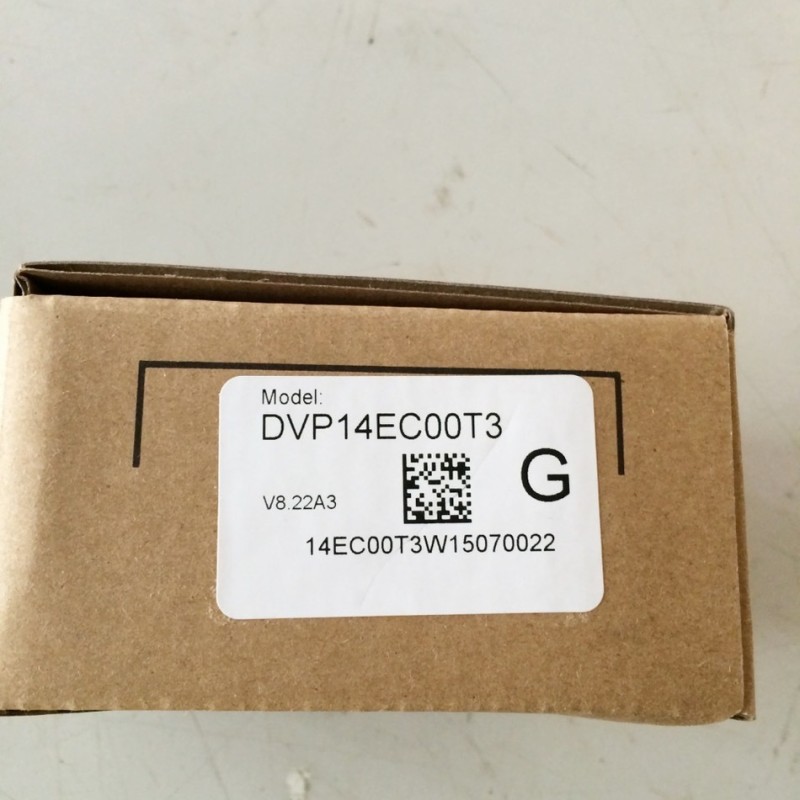 Model:
DVP14EC00T3
G
V8.22A3
14EC00T3W15070022